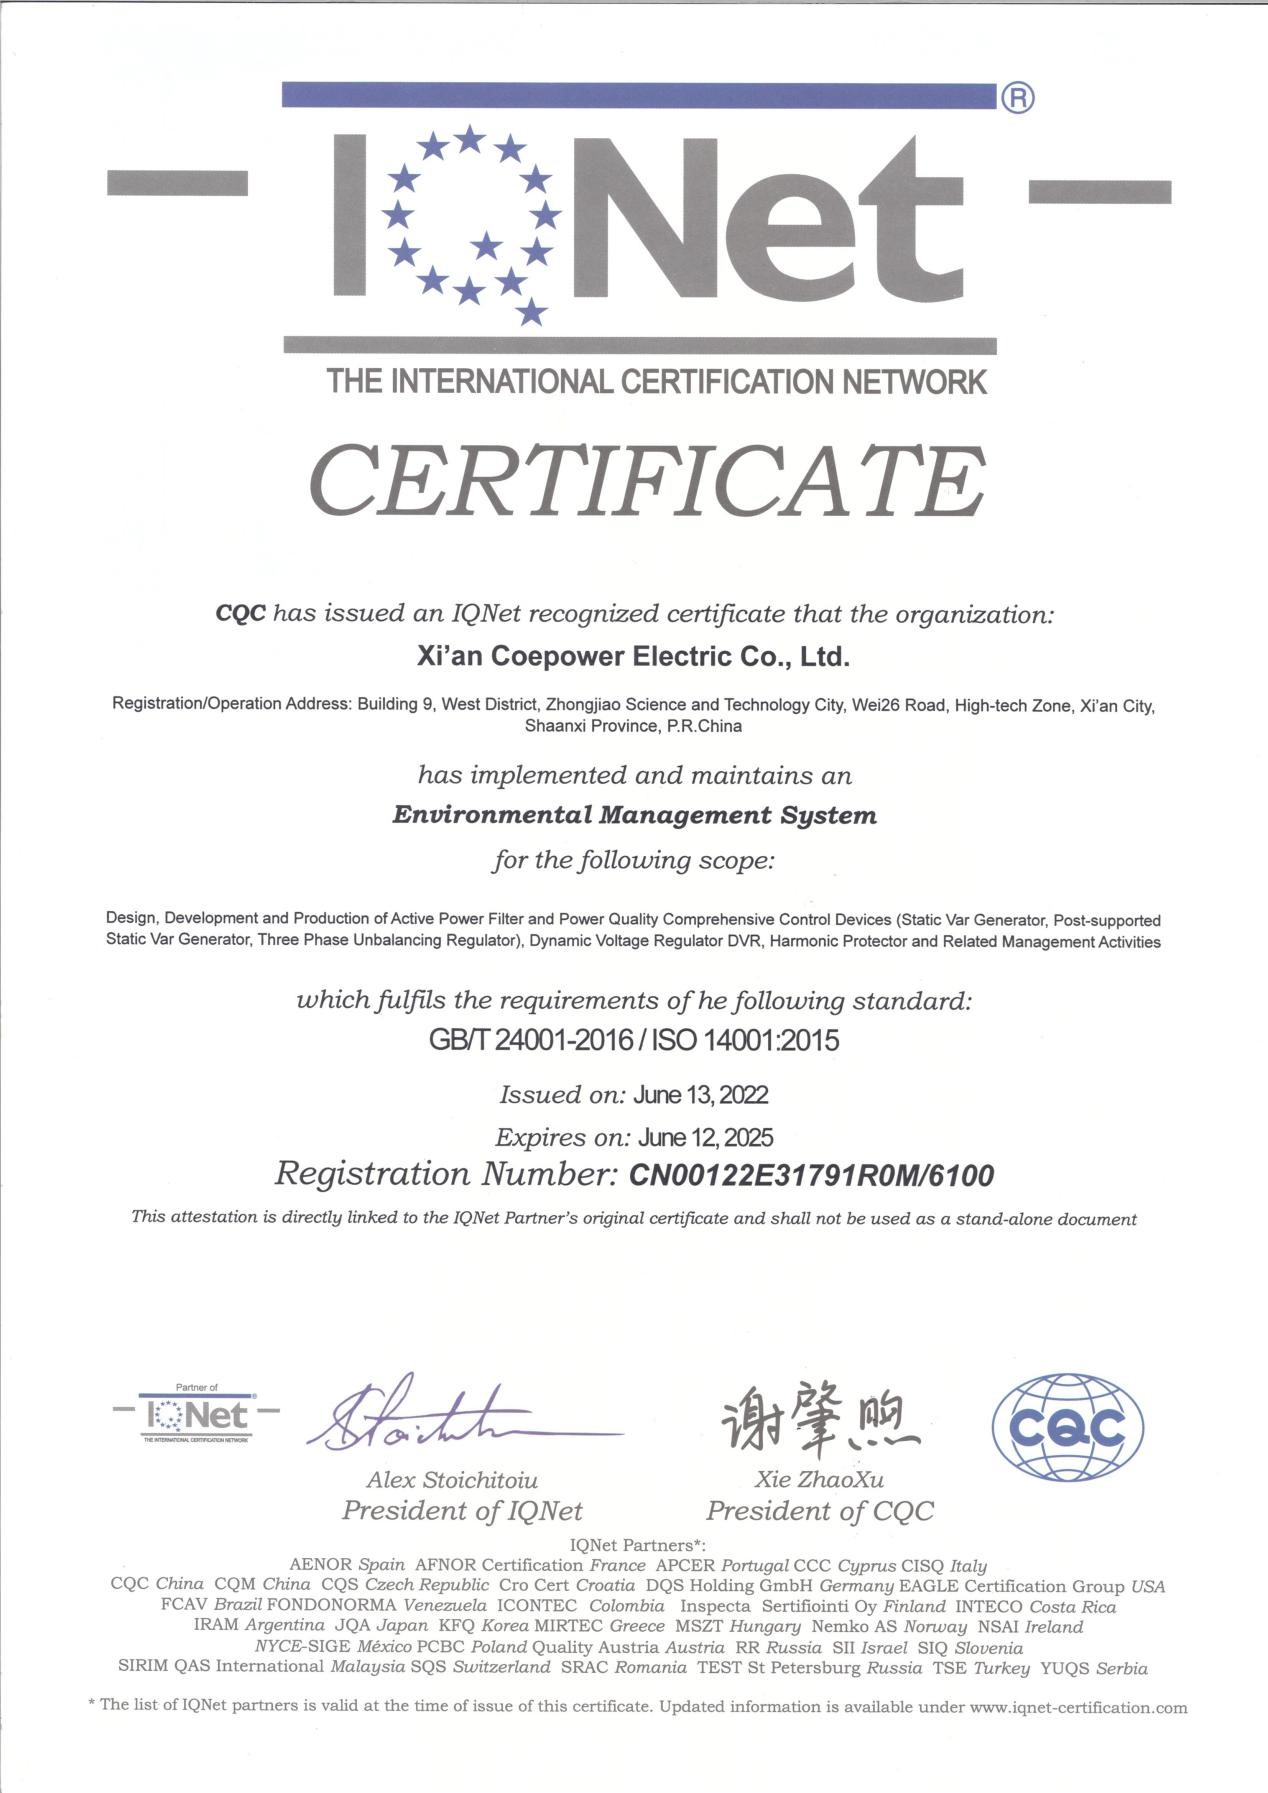 IQNet®
THE INTERNATIONAL CERTIFICATION NETWORK
CERTIFICATE
CQC has issued an IQNet recognized certificate that the organization:
Xi'an Coepower Electric Co., Ltd.
Registration/Operation Address: Building 9, West District, Zhongjiao Science and Technology City, Wei26 Road, High-tech Zone, Xi'an City,
Shaanxi Province, P.R.China
has implemented and maintains an
Environmental Management System
for the following scope:
Design, Development and Production of Active Power Filter and Power Quality Comprehensive Control Devices (Static Var Generator, Post-supported
Static Var Generator, Three Phase Unbalancing Regulator), Dynamic Voltage Regulator DVR, Harmonic Protector and Related Management Activities
which fulfils the requirements of he following standard:
GB/T 24001-2016 / ISO 14001:2015
Issued on: June 13, 2022
Expires on: June 12, 2025
Registration Number: CN00122E31791R0M/6100
This attestation is directly linked to the IQNet Partner's original certificate and shall not be used as a stand-alone document
Partner of
IQNet®
THE INTERNATIONAL CERTIFICATION NETWORK
谢肇煦
CQC
Alex Stoichitoiu
President of IQNet
Xie ZhaoXu
President of CQC
IQNet Partners*:
AENOR Spain AFNOR Certification France APCER Portugal CCC Cyprus CISQ Italy
CQC China CQM China CQS Czech Republic Cro Cert Croatia DQS Holding GmbH Germany EAGLE Certification Group USA
FCAV Brazil FONDONORMA Venezuela ICONTEC Colombia Inspecta Sertifiointi Oy Finland INTECO Costa Rica
IRAM Argentina JQA Japan KFQ Korea MIRTEC Greece MSZT Hungary Nemko AS Norway NSAI Ireland
NYCE-SIGE México PCBC Poland Quality Austria Austria RR Russia SII Israel SIQ Slovenia
SIRIM QAS International Malaysia SQS Switzerland SRAC Romania TEST St Petersburg Russia TSE Turkey YUQS Serbia
* The list of IQNet partners is valid at the time of issue of this certificate. Updated information is available under www.iqnet-certification.com